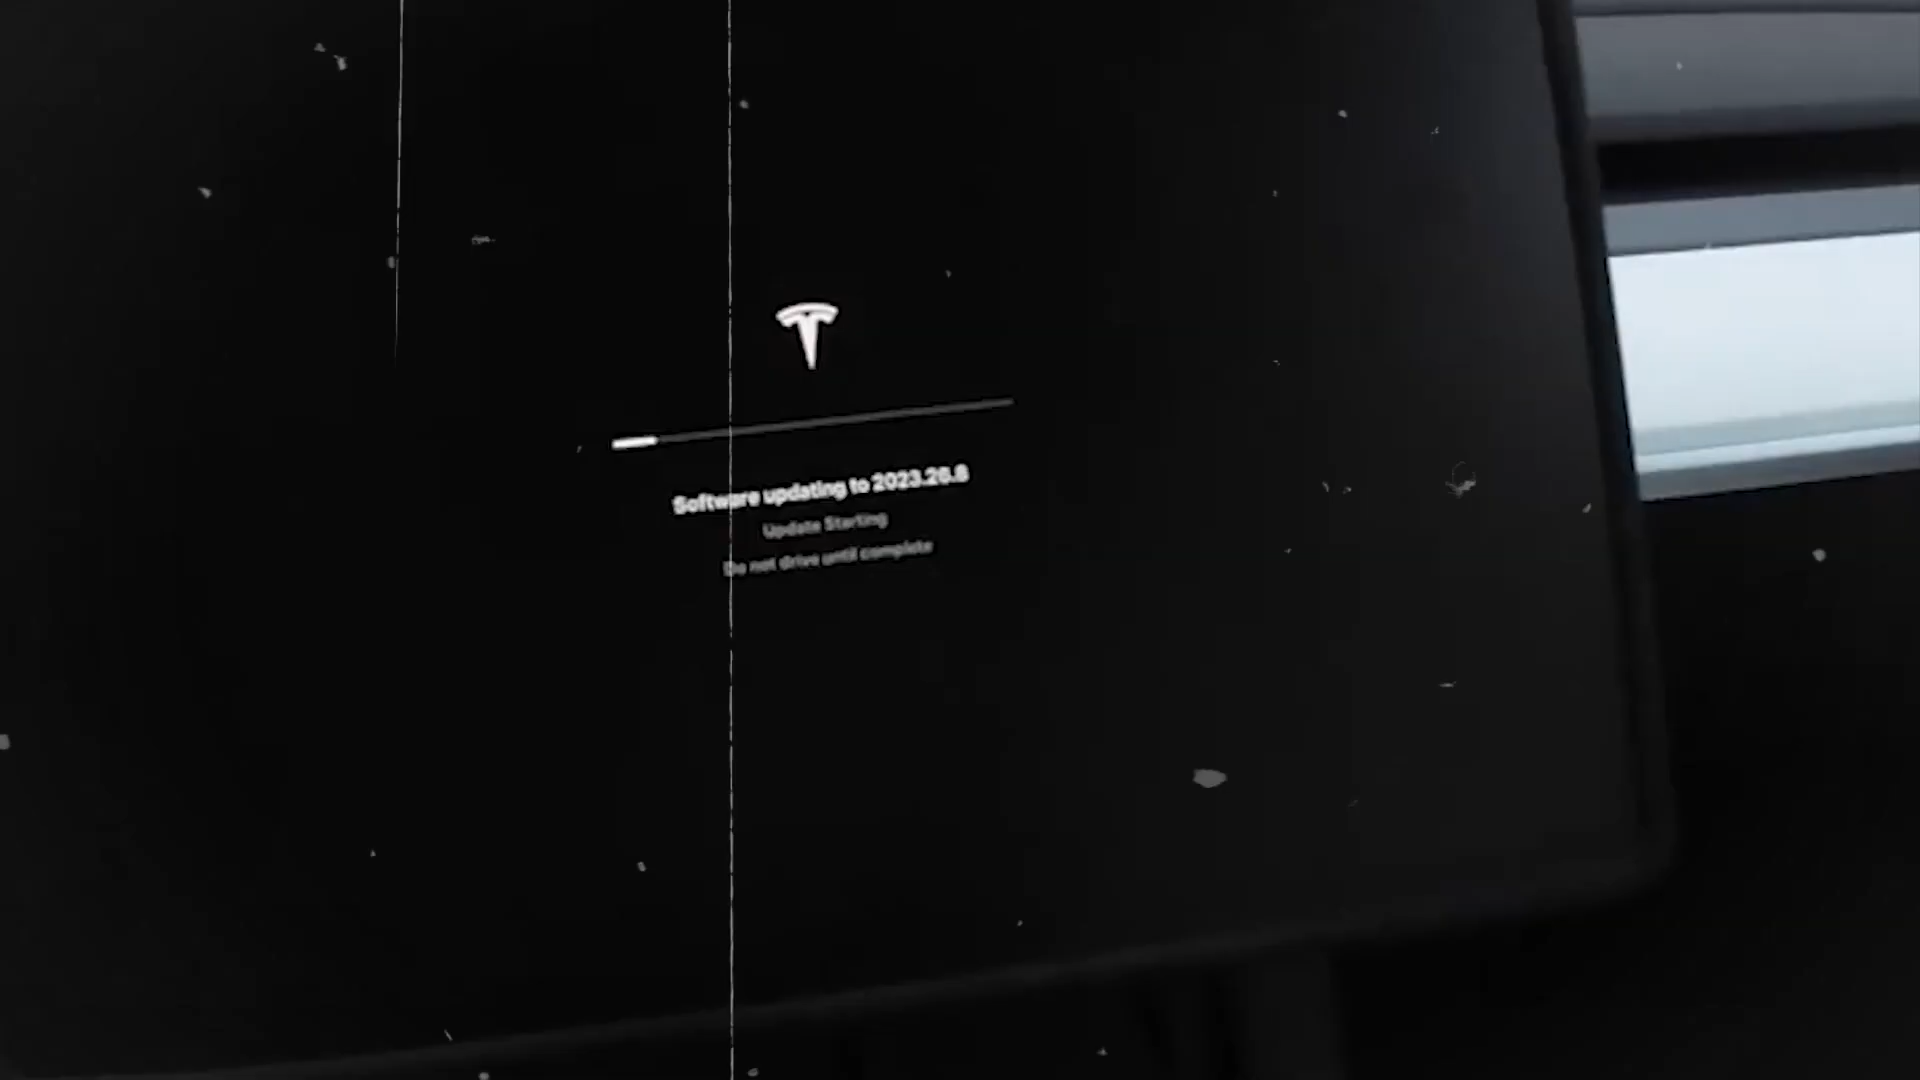 Software updating to 2023.26.8
Update Starting
Do not drive until complete